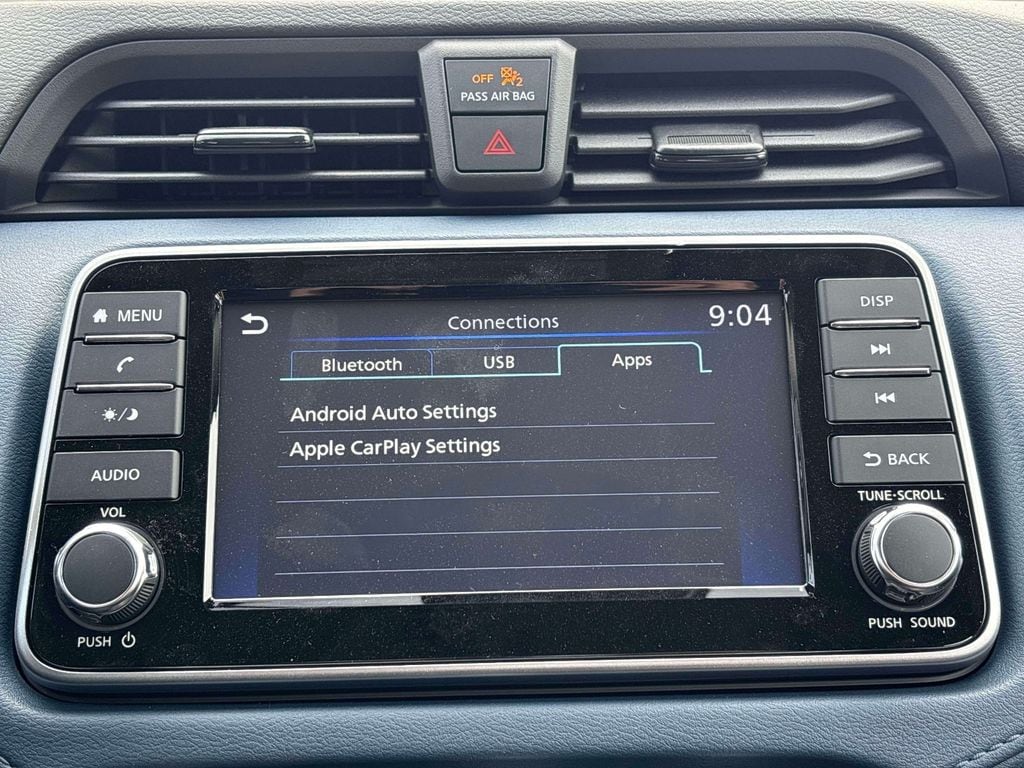 OFF 2
PASS AIR BAG
MENU
AUDIO
VOL
PUSH
Connections
9:04
Bluetooth
USB
Apps
Android Auto Settings
Apple CarPlay Settings
DISP
BACK
TUNE·SCROLL
PUSH SOUND